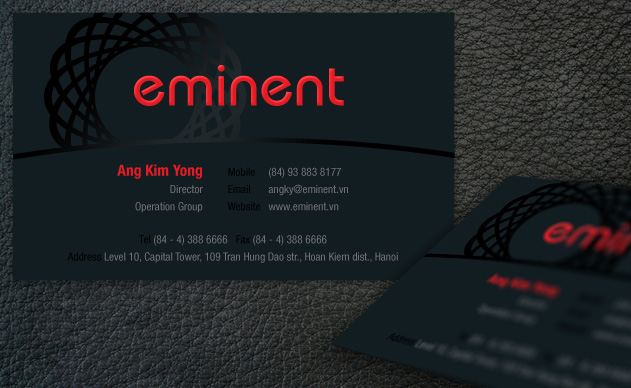 eminent
Ang Kim Yong
Director
Operation Group
Mobile (84) 93 883 8177
Email angky@eminent.vn
Website www.eminent.vn
Tel (84 - 4) 388 6666 Fax (84 - 4) 388 6666
Address Level 10, Capital Tower, 109 Tran Hung Dao str., Hoan Kiem dist., Hanoi
emin
Ang Kim Yong
Address